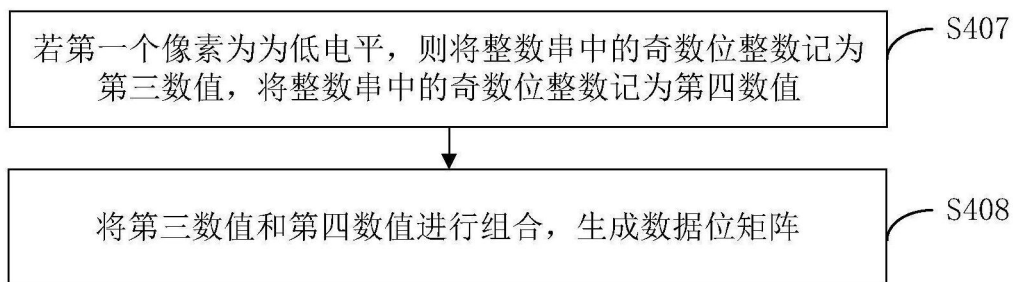 若第一个像素为为低电平，则将整数串中的奇数位整数记为
第三数值，将整数串中的奇数位整数记为第四数值
S407
将第三数值和第四数值进行组合，生成数据位矩阵
S408